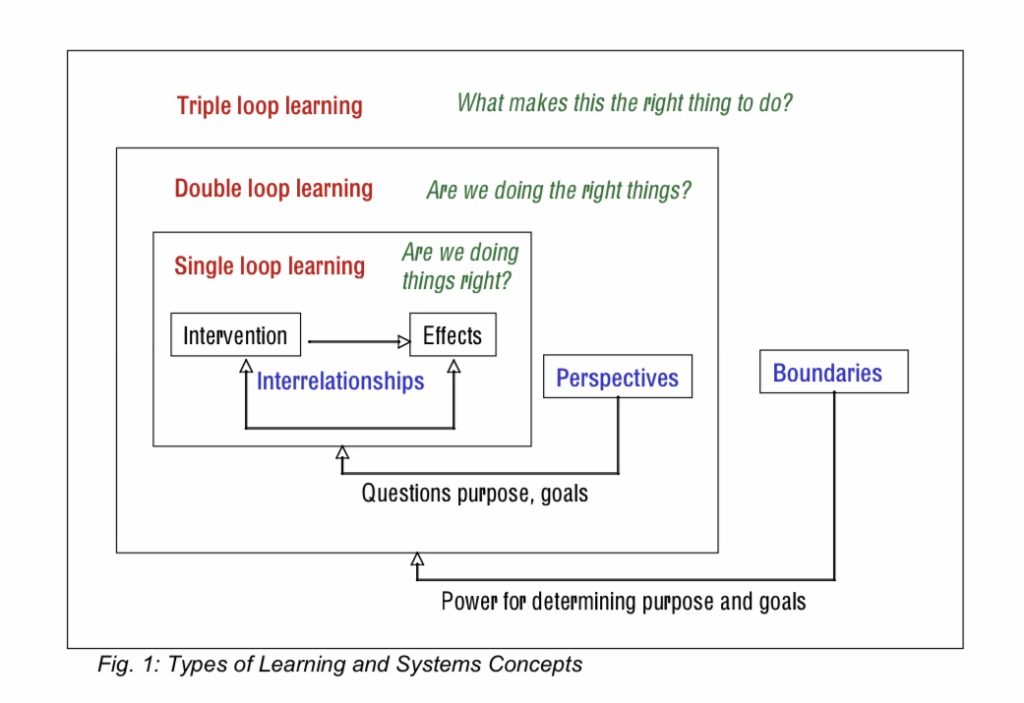 Triple loop learning
What makes this the right thing to do?
Double loop learning
Are we doing the right things?
Single loop learning
Are we doing
things right?
Intervention
Effects
Interrelationships
Perspectives
Boundaries
Questions purpose, goals
Power for determining purpose and goals
Fig. 1: Types of Learning and Systems Concepts